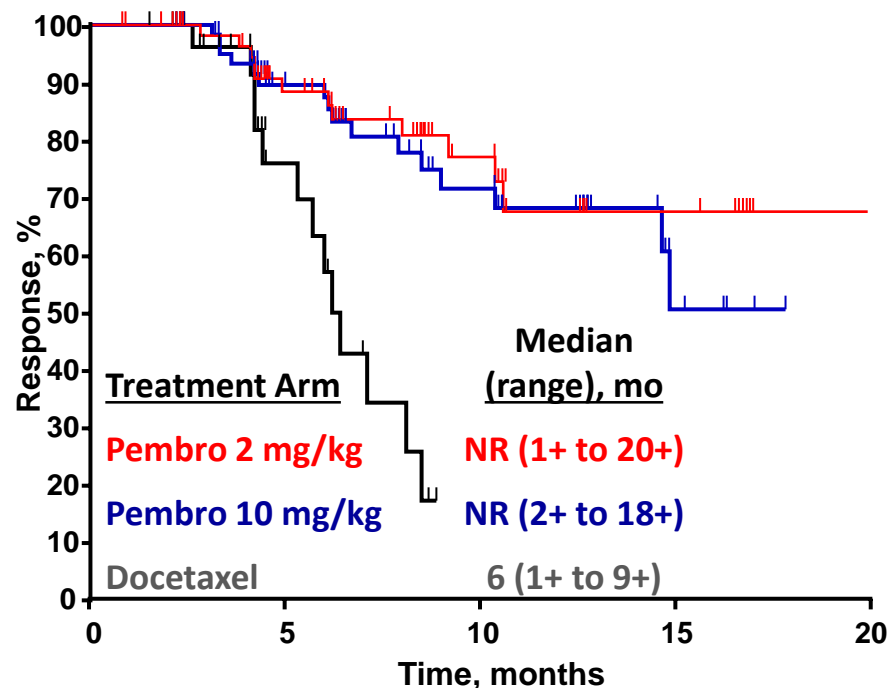 100
90
80
70
60
50
40
30
20
10
0
Response, %
Median
Treatment Arm (range), mo
Pembro 2 mg/kg NR (1+ to 20+)
Pembro 10 mg/kg NR (2+ to 18+)
Docetaxel 6 (1+ to 9+)
0 5 10 15 20
Time, months